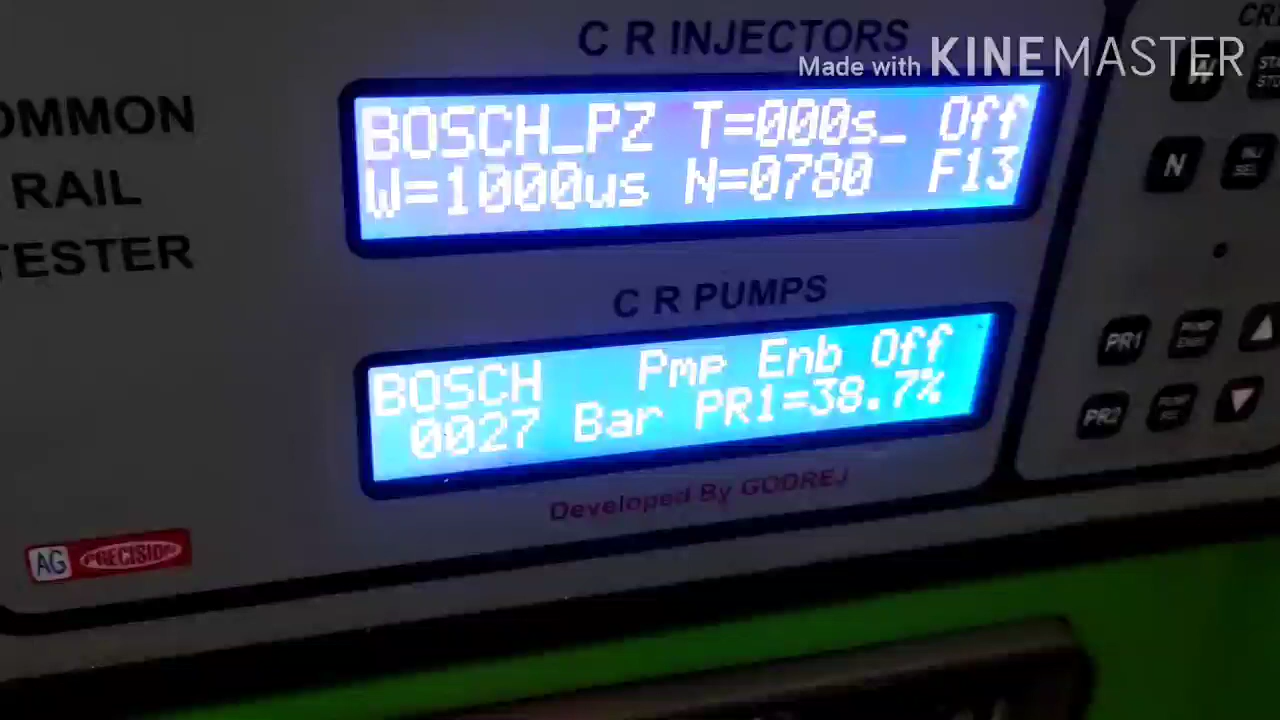 C R INJECTORS
Made with KINEMASTER
COMMON
RAIL
TESTER
BOSCH_PZ T=000s_ Off
W=1000us N=0780 F13
N
C R PUMPS
BOSCH Pmp Enb Off
0027 Bar PR1=38.7%
PR1
PR2
Developed By GODREJ
AG PRECISION